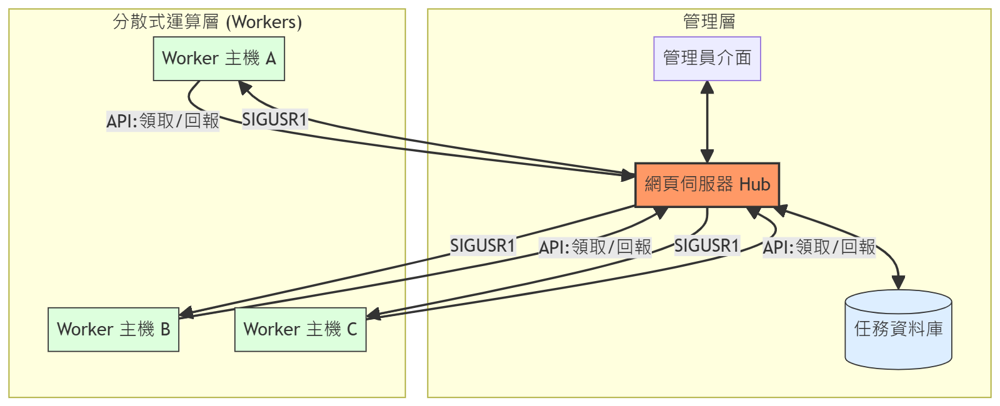 分散式運算層 (Workers)
Worker 主機 A
API:領取/回報
SIGUSR1
Worker 主機 B
Worker 主機 C
管理層
管理員介面
網頁伺服器 Hub
SIGUSR1
API:領取/回報
SIGUSR1
API:領取/回報
任務資料庫